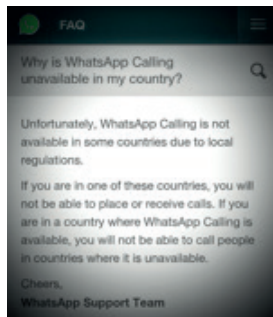 FAQ
Why is WhatsApp Calling
unavailable in my country?
Unfortunately, WhatsApp Calling is not
available in some countries due to local
regulations.
If you are in one of these countries, you will
not be able to place or receive calls. If you
are in a country where WhatsApp Calling is
available, you will not be able to call people
in countries where it is unavailable.
Cheers,
WhatsApp Support Team